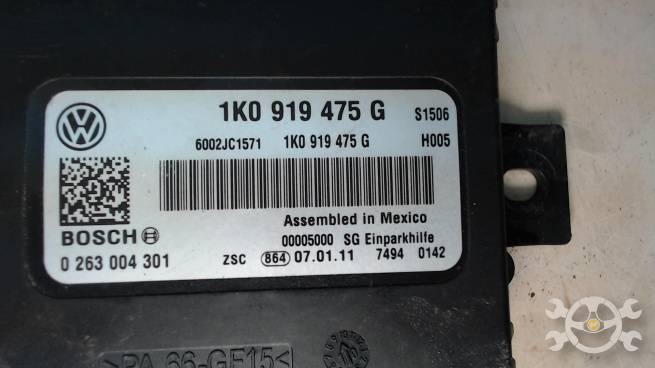 1K0 919 475 G S1506
6002JC1571 1K0 919 475 G H005
Assembled in Mexico
BOSCH 00005000 SG Einparkhilfe
0 263 004 301 ZSC 864 07.01.11 7494 0142
>PA 66-GF15<